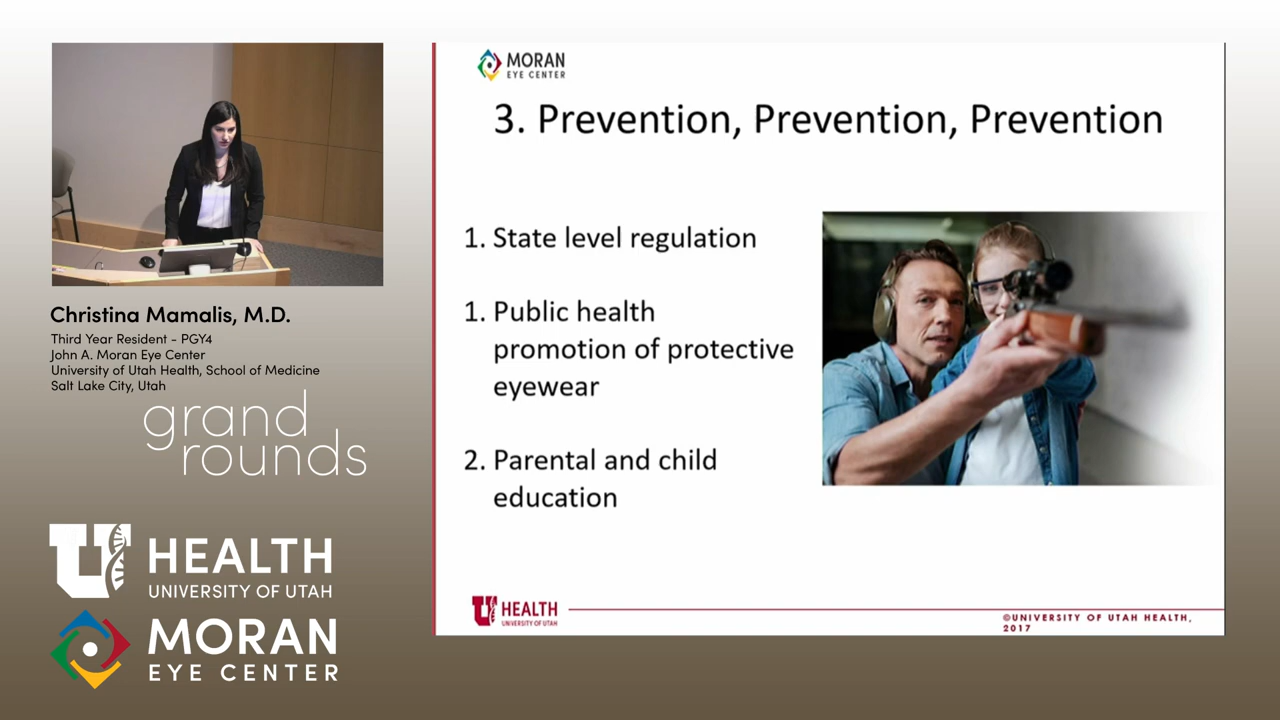 Christina Mamalis, M.D.
Third Year Resident - PGY4
John A. Moran Eye Center
University of Utah Health, School of Medicine
Salt Lake City, Utah
grand
rounds
U HEALTH
UNIVERSITY OF UTAH
MORAN
EYE CENTER
MORAN
EYE CENTER
3. Prevention, Prevention, Prevention
1. State level regulation
1. Public health
promotion of protective
eyewear
2. Parental and child
education
U HEALTH
UNIVERSITY OF UTAH
©UNIVERSITY OF UTAH HEALTH,
2017